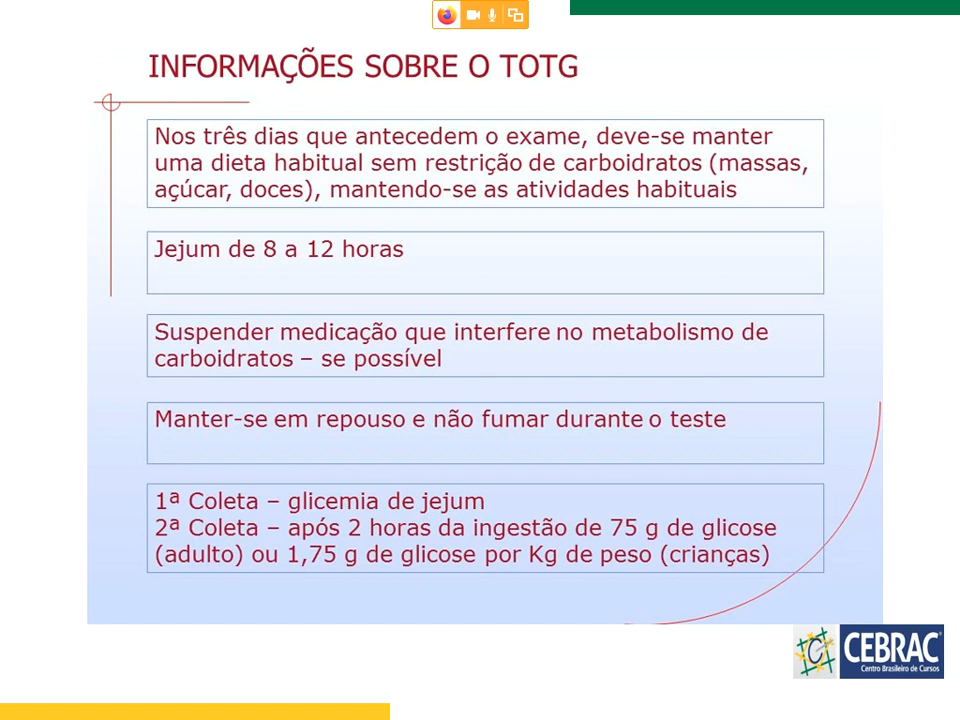 INFORMAÇÕES SOBRE O TOTG
Nos três dias que antecedem o exame, deve-se manter
uma dieta habitual sem restrição de carboidratos (massas,
açúcar, doces), mantendo-se as atividades habituais
Jejum de 8 a 12 horas
Suspender medicação que interfere no metabolismo de
carboidratos – se possível
Manter-se em repouso e não fumar durante o teste
1ª Coleta – glicemia de jejum
2ª Coleta – após 2 horas da ingestão de 75 g de glicose
(adulto) ou 1,75 g de glicose por Kg de peso (crianças)
C
CEBRAC
Centro Brasileiro de Cursos